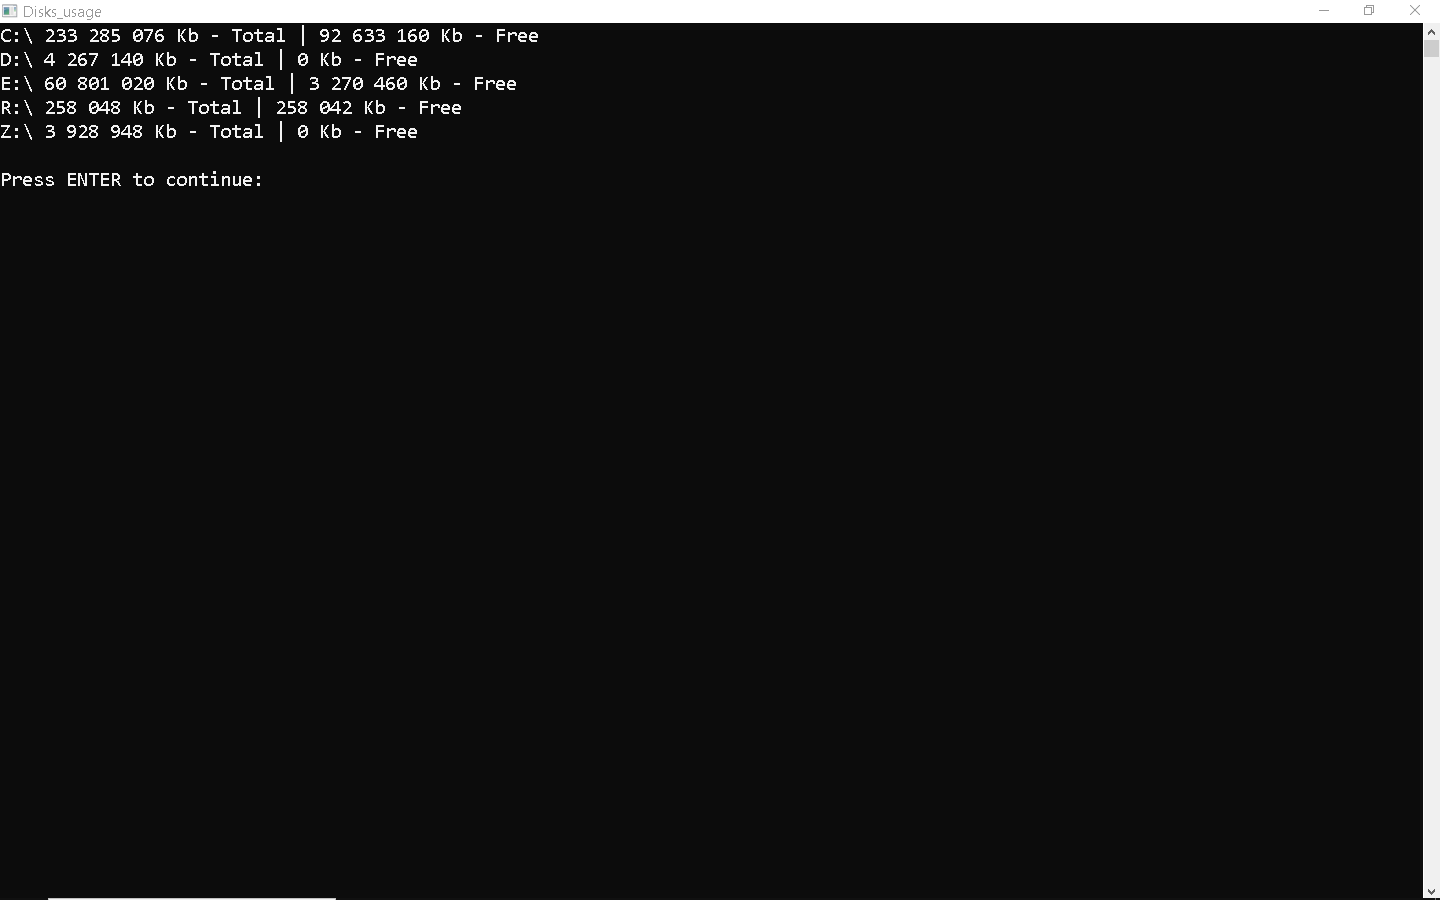 Disks_usage
C:\ 233 285 076 Kb - Total | 92 633 160 Kb - Free
D:\ 4 267 140 Kb - Total | 0 Kb - Free
E:\ 60 801 020 Kb - Total | 3 270 460 Kb - Free
R:\ 258 048 Kb - Total | 258 042 Kb - Free
Z:\ 3 928 948 Kb - Total | 0 Kb - Free
Press ENTER to continue: